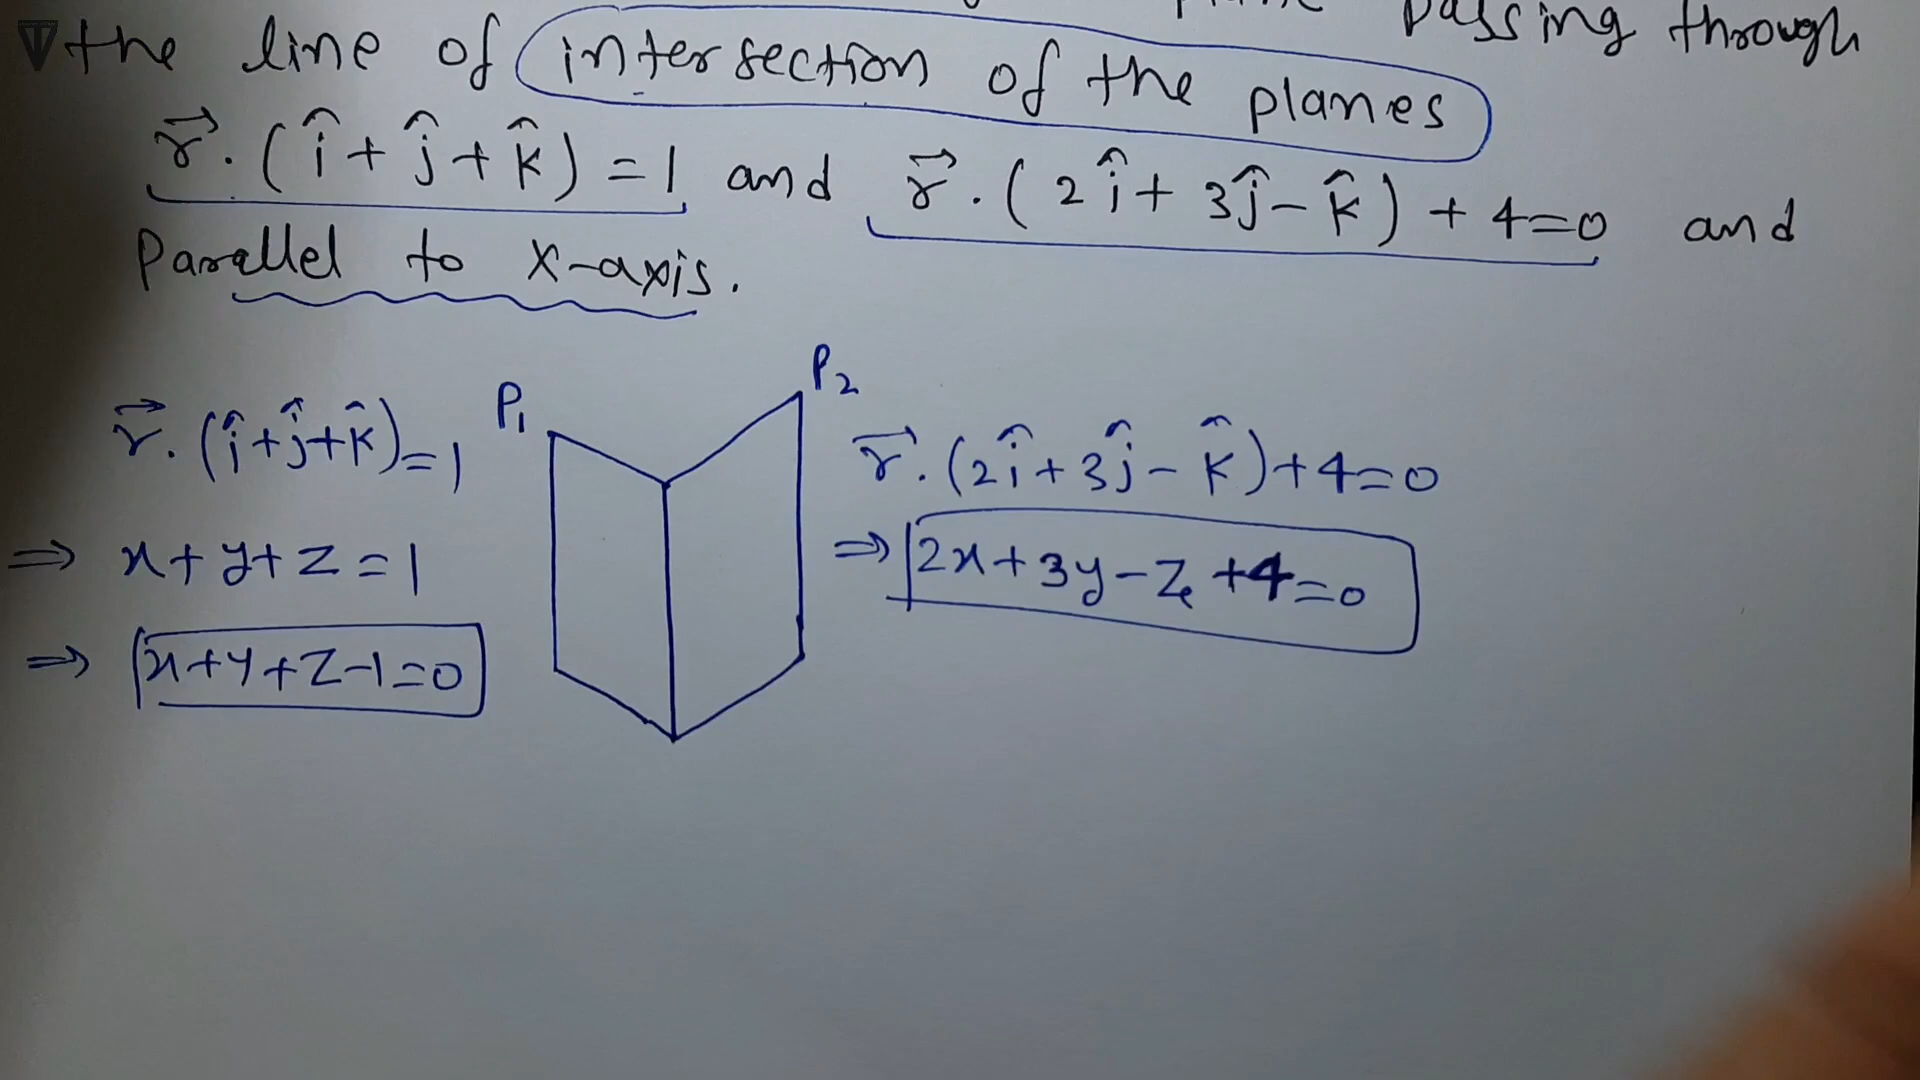 passing through
the line of intersection of the planes
r⃗.(î+ĵ+k̂)=1 and r⃗.(2î+3ĵ-k̂)+4=0 and
Parallel to x-axis.
P₁
P₂
r⃗.(î+ĵ+k̂)=1
r⃗.(2î+3ĵ-k̂)+4=0
⇒ x+y+z=1
⇒ 2x+3y-z+4=0
⇒ x+y+z-1=0